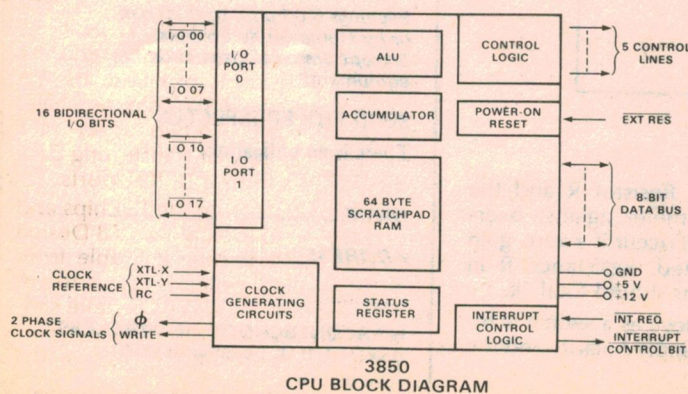 I/O 00
I/O 07
I/O 10
I/O 17
16 BIDIRECTIONAL
I/O BITS
I/O
PORT
0
I O
PORT
1
ALU
ACCUMULATOR
64 BYTE
SCRATCHPAD
RAM
STATUS
REGISTER
CONTROL
LOGIC
POWER-ON
RESET
5 CONTROL
LINES
EXT RES
8-BIT
DATA BUS
GND
+5 V
+12 V
CLOCK
REFERENCE
XTL-X
XTL-Y
RC
CLOCK
GENERATING
CIRCUITS
2 PHASE
CLOCK SIGNALS
ϕ
WRITE
INTERRUPT
CONTROL
LOGIC
INT REQ
INTERRUPT
CONTROL BIT
3850
CPU BLOCK DIAGRAM